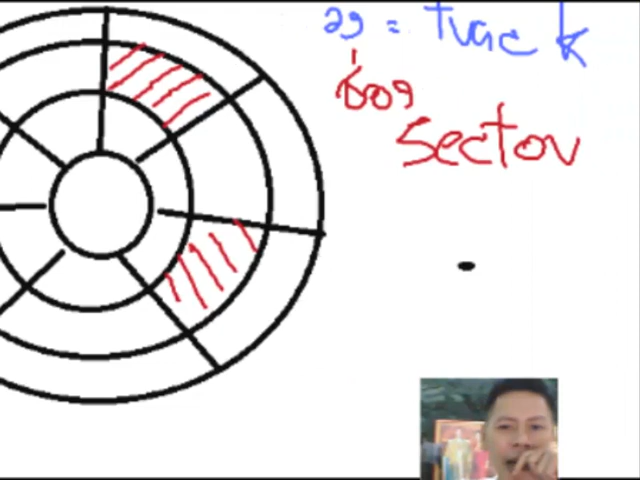 วง = Track
ช่อง
Sector